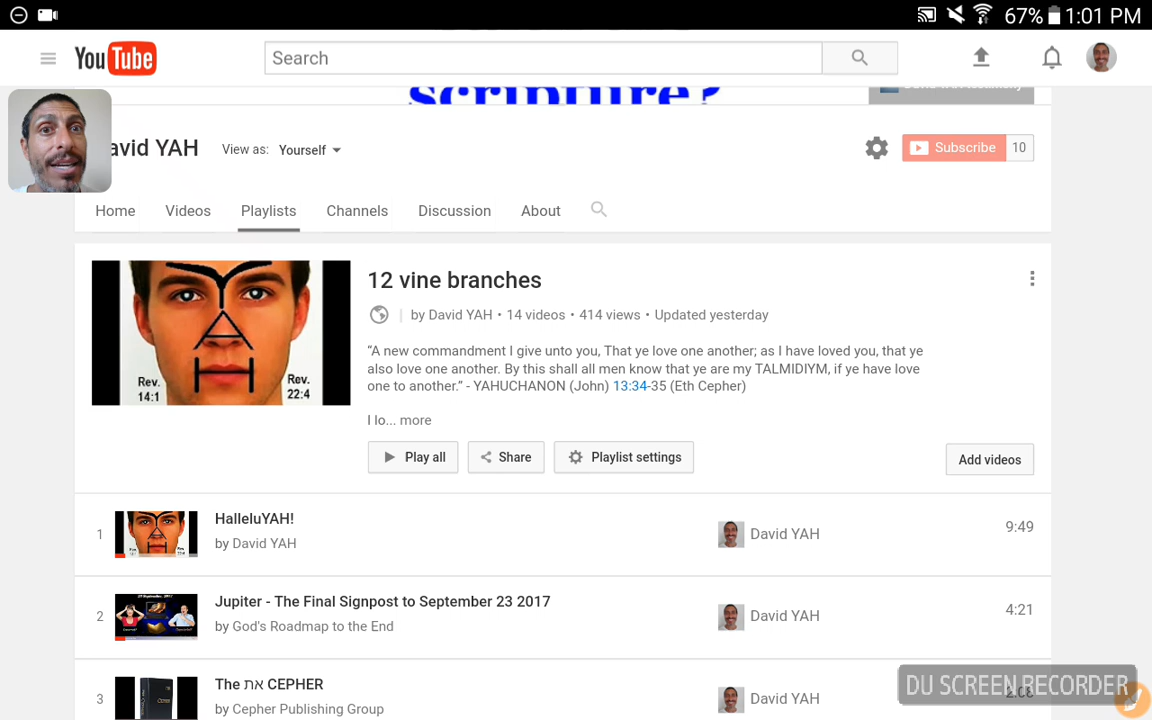 67% 1:01 PM
YouTube
Search
scripture?
David YAH View as: Yourself
Subscribe 10
Home Videos Playlists Channels Discussion About
12 vine branches
by David YAH • 14 videos • 414 views • Updated yesterday
“A new commandment I give unto you, That ye love one another; as I have loved you, that ye
also love one another. By this shall all men know that ye are my TALMIDIYM, if ye have love
one to another.” - YAHUCHANON (John) 13:34-35 (Eth Cepher)
I lo... more
Rev.
14:1
Rev.
22:4
Play all Share Playlist settings
Add videos
1
HalleluYAH!
by David YAH
David YAH
9:49
2
Jupiter - The Final Signpost to September 23 2017
by God's Roadmap to the End
David YAH
4:21
3
The את CEPHER
by Cepher Publishing Group
David YAH
DU SCREEN RECORDER